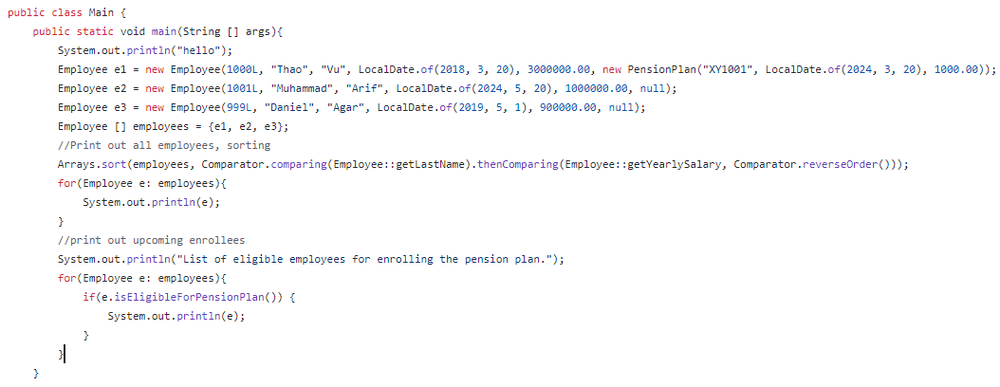 public class Main {
    public static void main(String [] args){
        System.out.println("hello");
        Employee e1 = new Employee(1000L, "Thao", "Vu", LocalDate.of(2018, 3, 20), 3000000.00, new PensionPlan("XY1001", LocalDate.of(2024, 3, 20), 1000.00));
        Employee e2 = new Employee(1001L, "Muhammad", "Arif", LocalDate.of(2024, 5, 20), 1000000.00, null);
        Employee e3 = new Employee(999L, "Daniel", "Agar", LocalDate.of(2019, 5, 1), 900000.00, null);
        Employee [] employees = {e1, e2, e3};
        //Print out all employees, sorting
        Arrays.sort(employees, Comparator.comparing(Employee::getLastName).thenComparing(Employee::getYearlySalary, Comparator.reverseOrder()));
        for(Employee e: employees){
            System.out.println(e);
        }
        //print out upcoming enrollees
        System.out.println("List of eligible employees for enrolling the pension plan.");
        for(Employee e: employees){
            if(e.isEligibleForPensionPlan()) {
                System.out.println(e);
            }
        }
    }